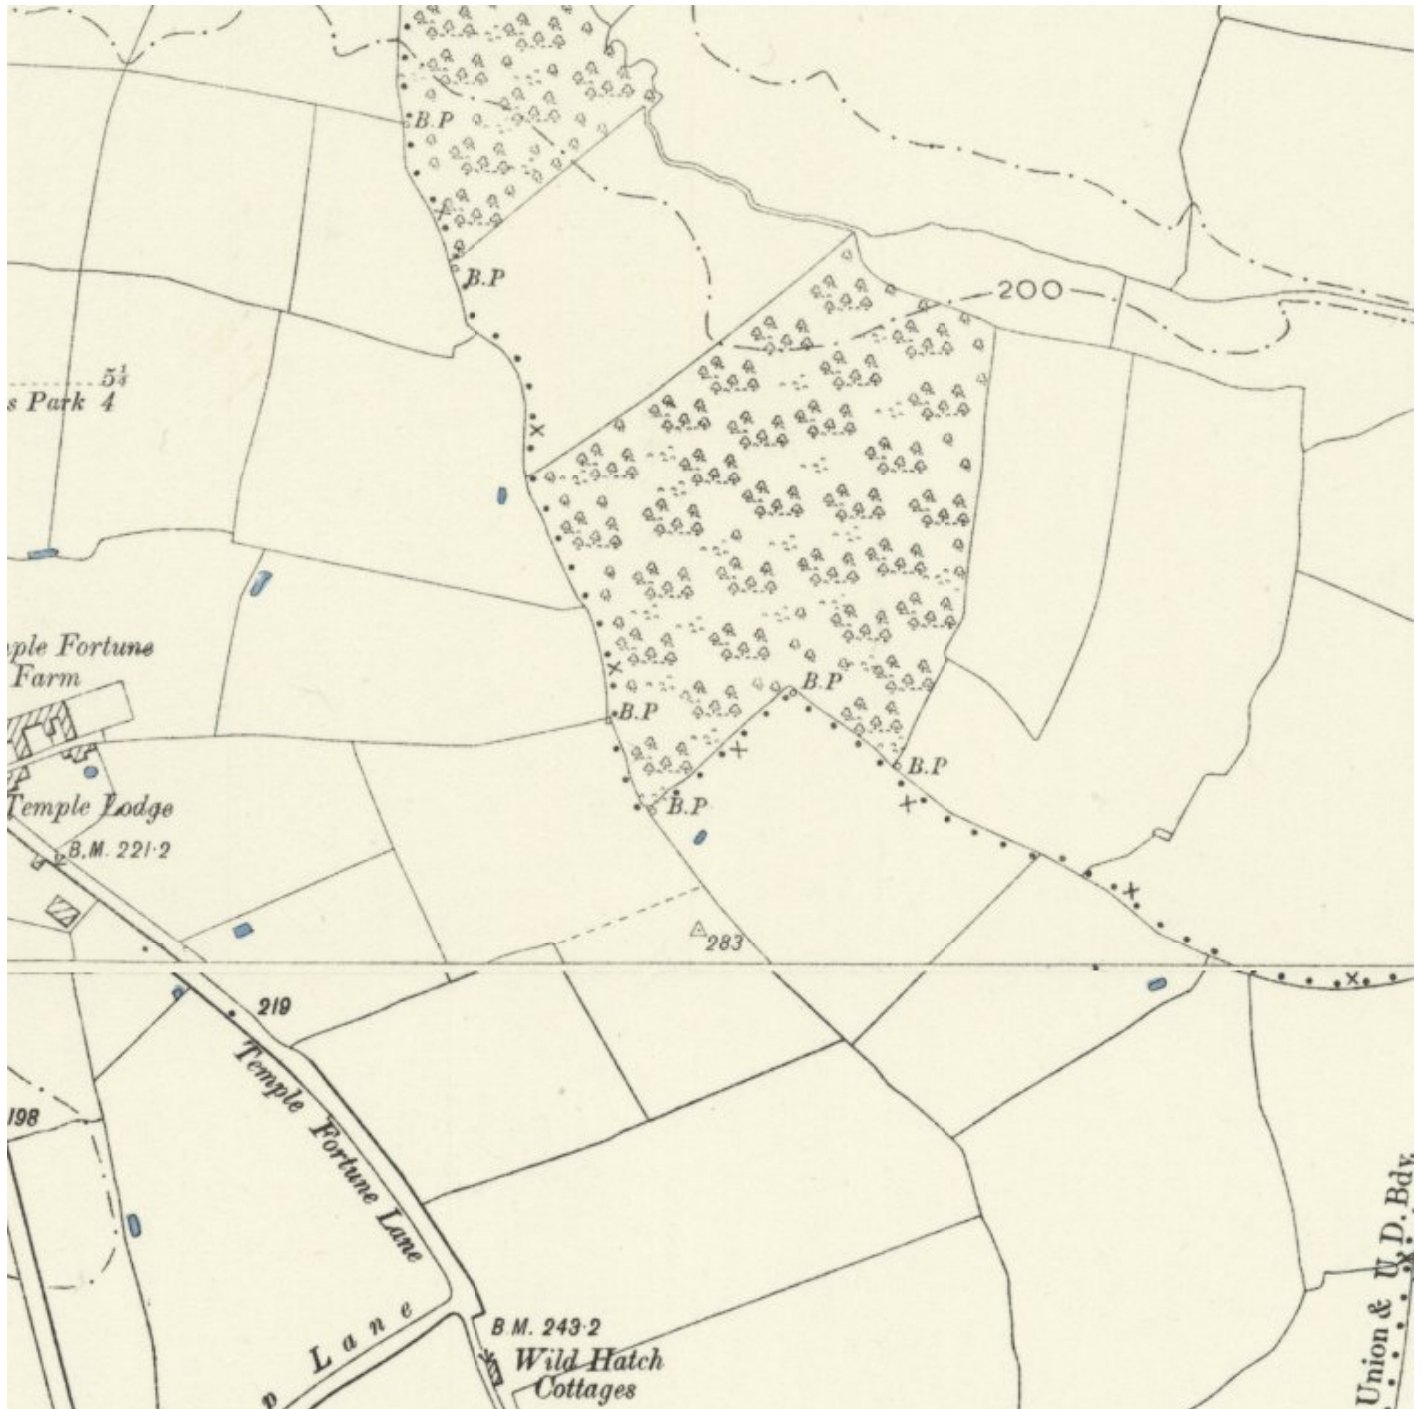 B.P
B.P
200
5¼
s Park 4
ple Fortune
Farm
B.P
B.P
B.P
B.P
Temple Lodge
B.M. 221·2
283
219
Temple Fortune Lane
198
Union & U.D. Bdy.
Lane
B.M. 243·2
Wild Hatch
Cottages